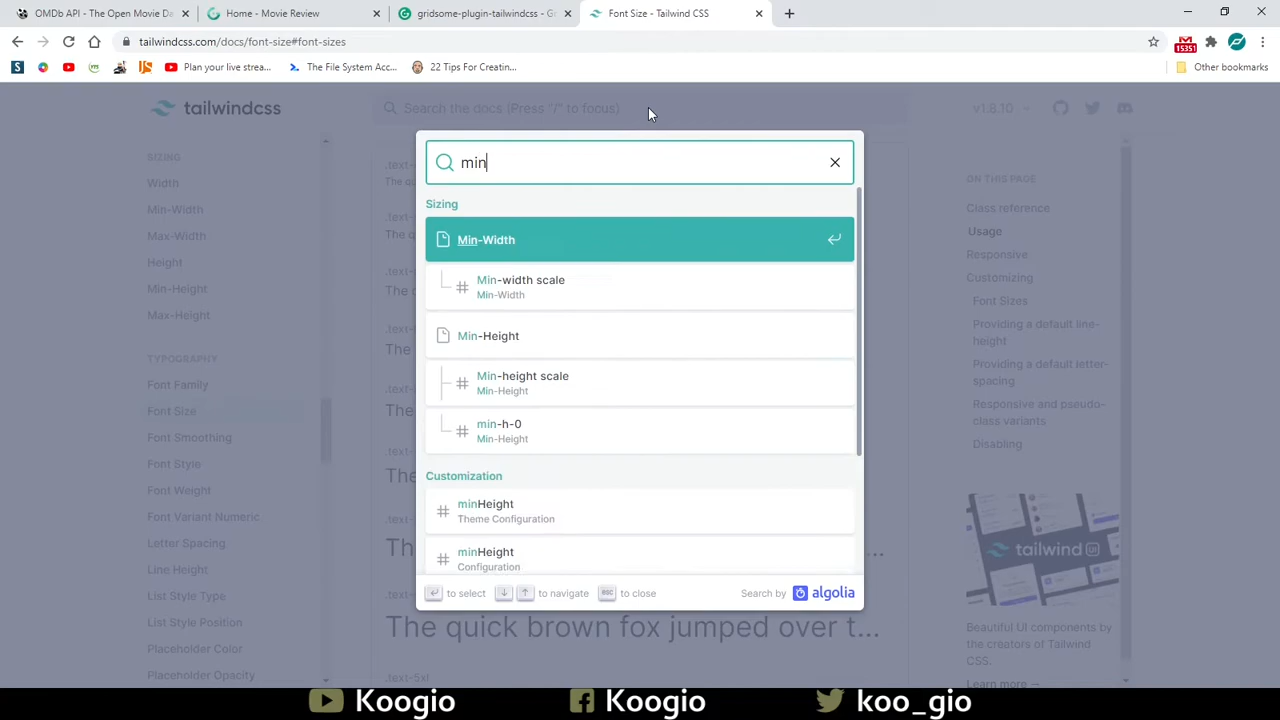 OMDb API - The Open Movie Da
Home - Movie Review
gridsome-plugin-tailwindcss - G
Font Size - Tailwind CSS
tailwindcss.com/docs/font-size#font-sizes
15351
Plan your live strea...
The File System Acc...
22 Tips For Creatin...
Other bookmarks
tailwindcss
Search the docs (Press "/" to focus)
v1.8.10
SIZING
Width
Min-Width
Max-Width
Height
Min-Height
Max-Height
TYPOGRAPHY
Font Family
Font Size
Font Smoothing
Font Style
Font Weight
Font Variant Numeric
Letter Spacing
Line Height
List Style Type
List Style Position
Placeholder Color
Placeholder Opacity
min
Sizing
Min-Width
Min-width scale
Min-Width
Min-Height
Min-height scale
Min-Height
min-h-0
Min-Height
Customization
minHeight
Theme Configuration
minHeight
Configuration
to select
to navigate
ESC to close
Search by algolia
The quick brown fox jumped over t...
.text-5xl
ON THIS PAGE
Class reference
Usage
Responsive
Customizing
Font Sizes
Providing a default line-
height
Providing a default letter-
spacing
Responsive and pseudo-
class variants
Disabling
tailwind UI
Beautiful UI components by
the creators of Tailwind
CSS.
Learn more →
Koogio
Koogio
koo_gio